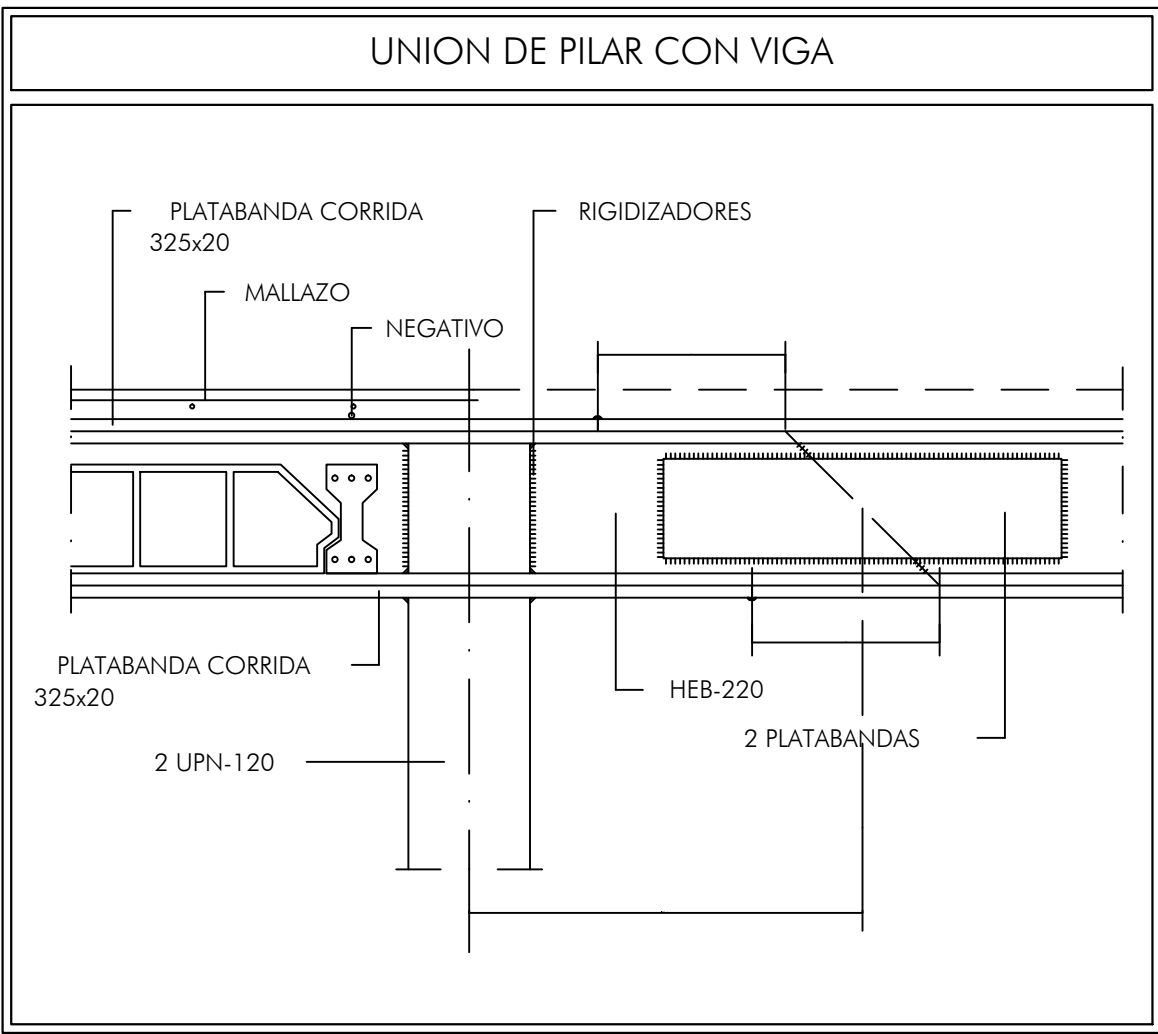 UNION DE PILAR CON VIGA
PLATABANDA CORRIDA
325x20
RIGIDIZADORES
MALLAZO
NEGATIVO
PLATABANDA CORRIDA
325x20
HEB-220
2 PLATABANDAS
2 UPN-120